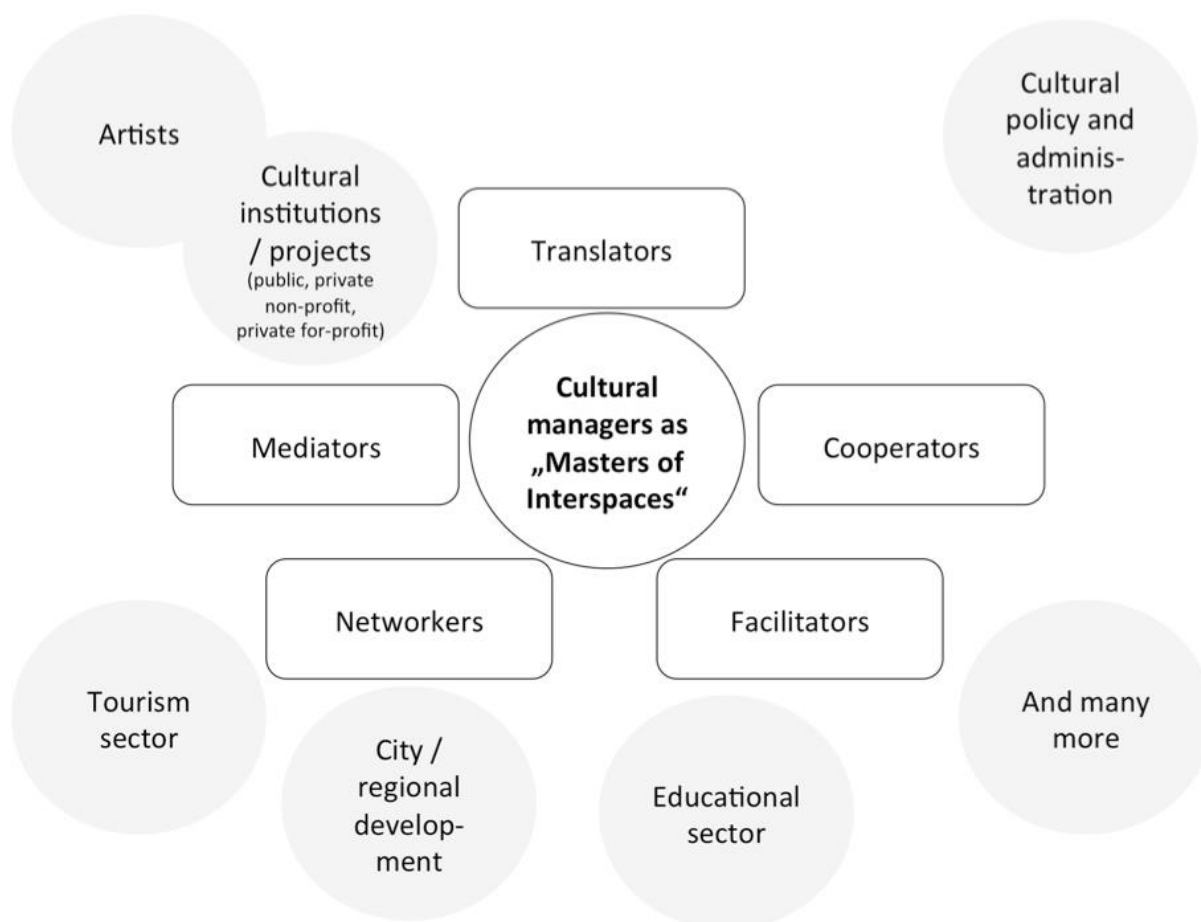 Artists
Cultural
institutions
/ projects
(public, private
non-profit,
private for-profit)
Translators
Cultural
policy and
adminis-
tration
Mediators
Cultural
managers as
„Masters of
Interspaces“
Cooperators
Networkers
Facilitators
Tourism
sector
City /
regional
develop-
ment
Educational
sector
And many
more